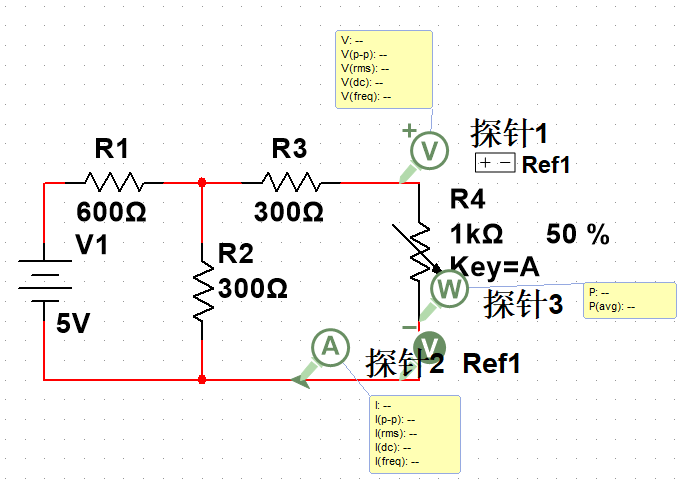 V: --
V(p-p): --
V(rms): --
V(dc): --
V(freq): --
+
V
探针1
+ -
Ref1
R1
R3
600Ω
300Ω
R4
1kΩ 50 %
Key=A
V1
R2
300Ω
W
探针3
P: --
P(avg): --
5V
A
V
探针2 Ref1
I: --
I(p-p): --
I(rms): --
I(dc): --
I(freq): --